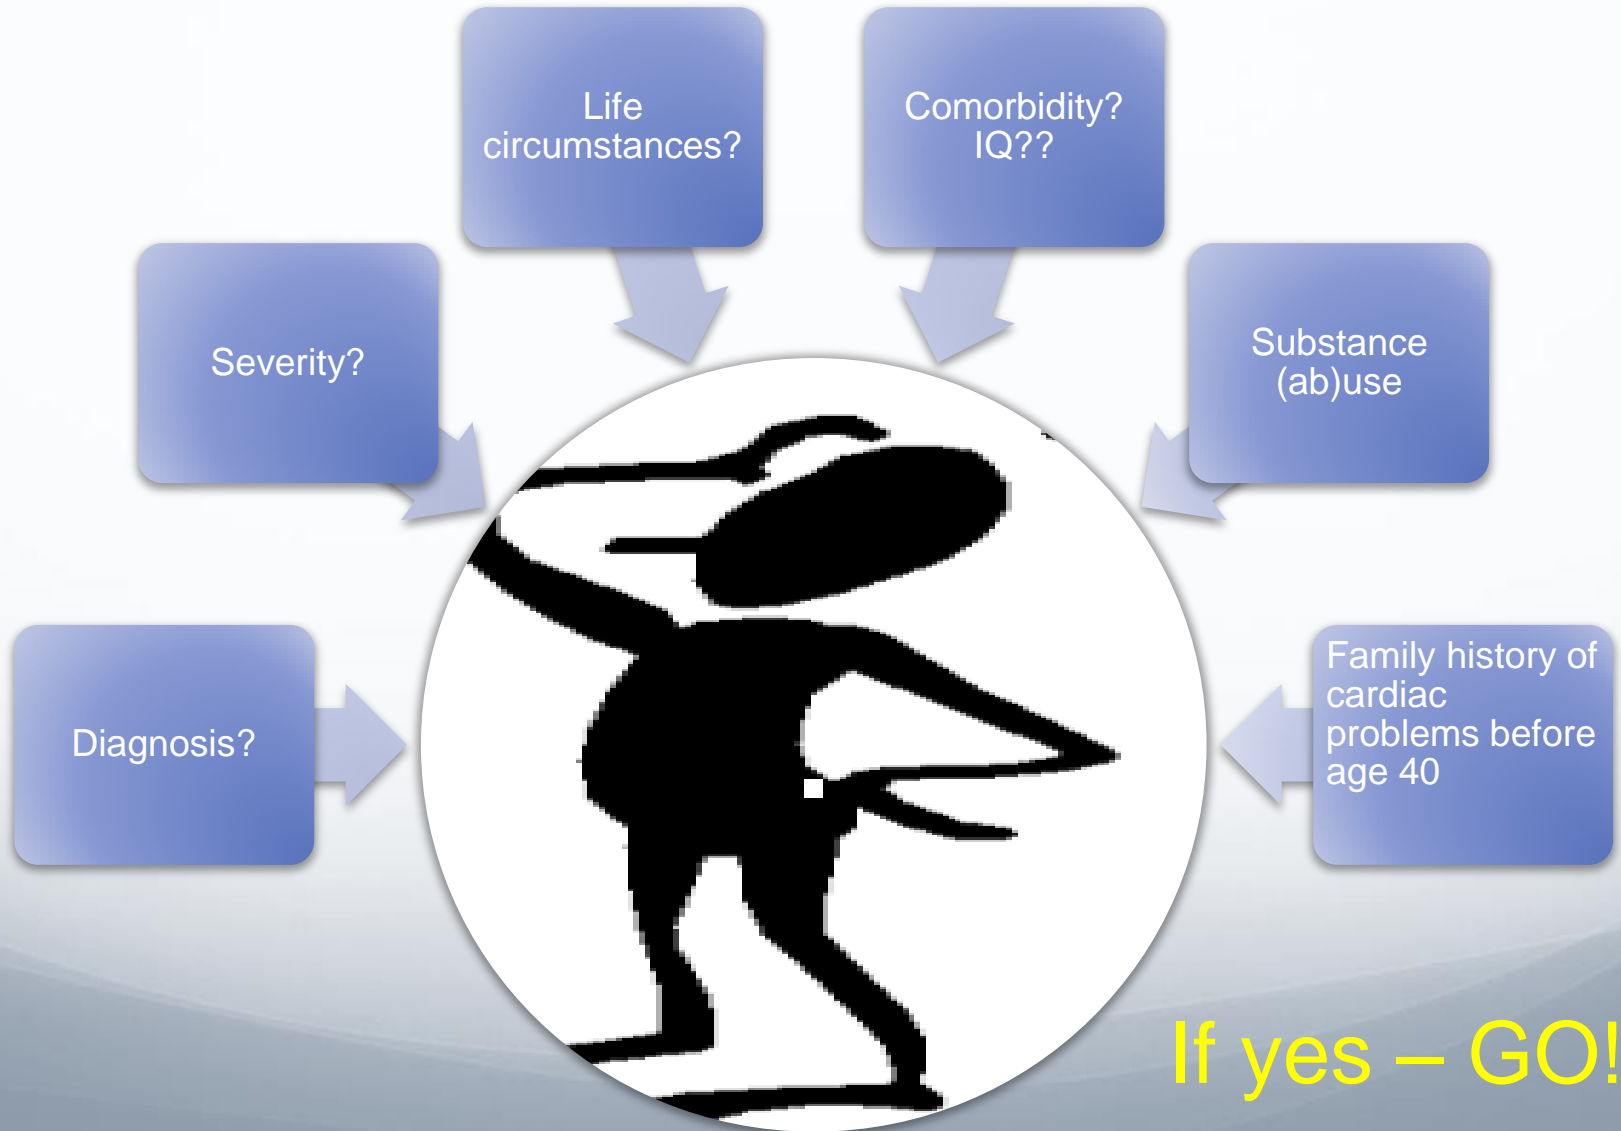 Life
circumstances?
Comorbidity?
IQ??
Severity?
Substance
(ab)use
Diagnosis?
Family history of
cardiac
problems before
age 40
If yes – GO!